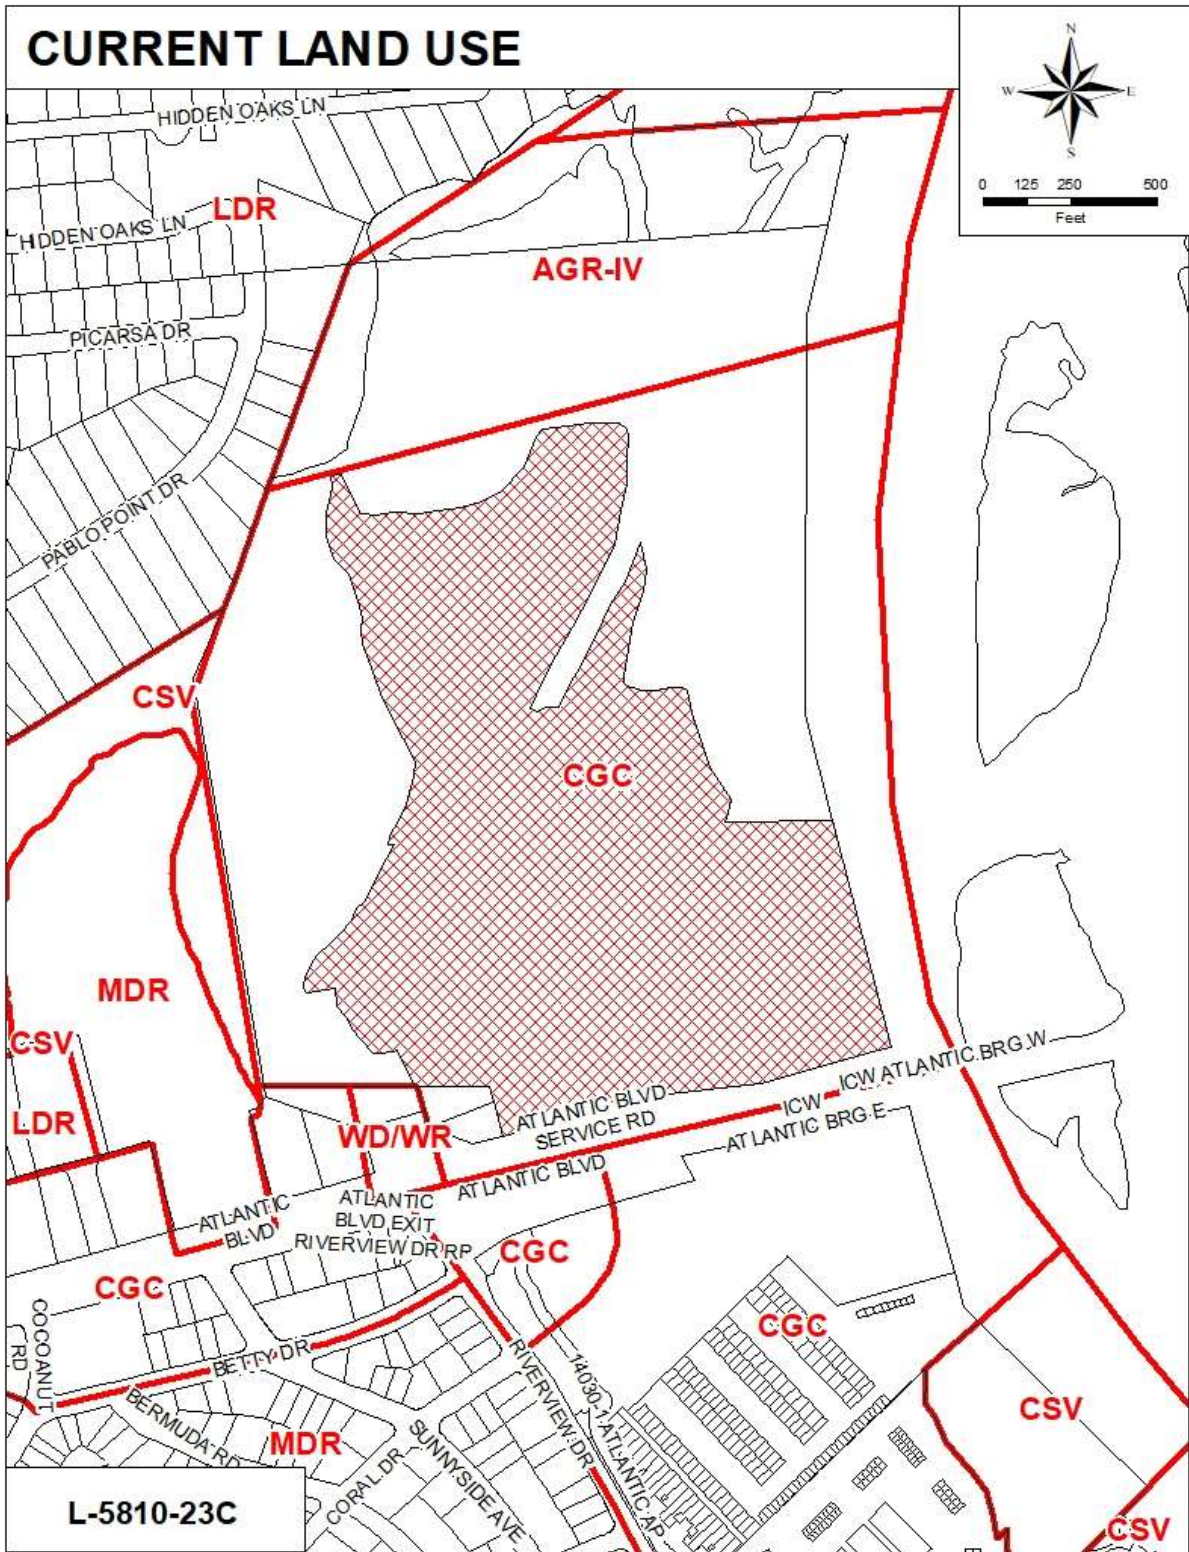 CURRENT LAND USE
N
W
E
S
0 125 250 500
Feet
HIDDEN OAKS LN
LDR
HIDDEN OAKS LN
AGR-IV
PICARSA DR
PABLO POINT DR
CSV
CGC
MDR
CSV
LDR
WD/WR
ATLANTIC BLVD
SERVICE RD
ICW
ICW ATLANTIC BRG W
ATLANTIC BRG E
ATLANTIC BLVD
ATLANTIC
BLVD
ATLANTIC
BLVD EXIT
RIVERVIEW DR RP
CGC
CGC
CGC
COCOANUT
RD
BETTY DR
BERMUDA RD
MDR
CORAL DR
SUNNYSIDE AVE
RIVERVIEW DR
14030-1 ATLANTIC AP
CSV
CSV
L-5810-23C